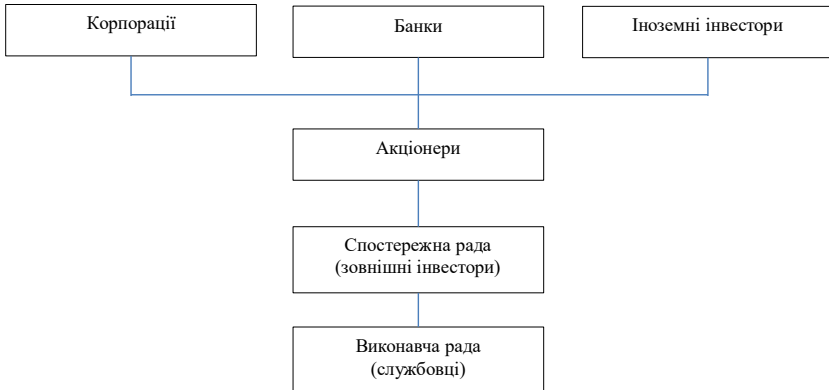 Корпорації
Банки
Іноземні інвестори
Акціонери
Спостережна рада
(зовнішні інвестори)
Виконавча рада
(службовці)